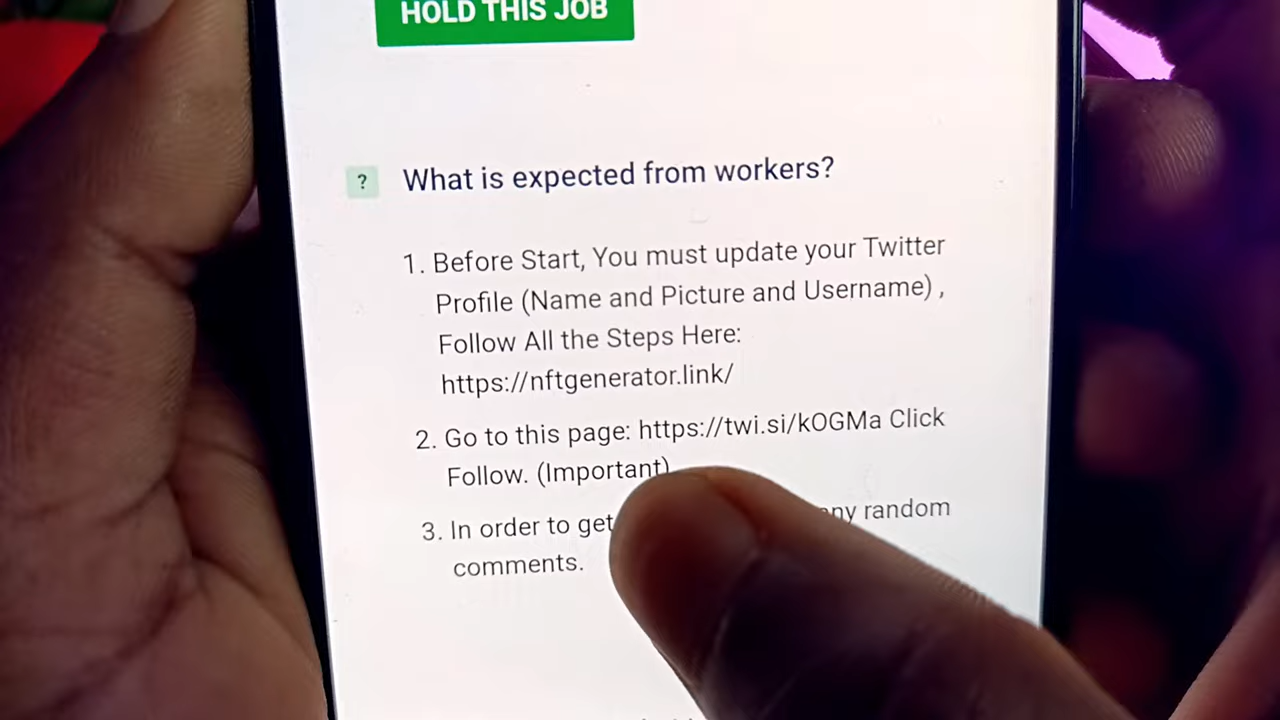 HOLD THIS JOB
? What is expected from workers?
1. Before Start, You must update your Twitter
Profile (Name and Picture and Username) ,
Follow All the Steps Here:
https://nftgenerator.link/
2. Go to this page: https://twi.si/kOGMa Click
Follow. (Important)
3. In order to get random
comments.